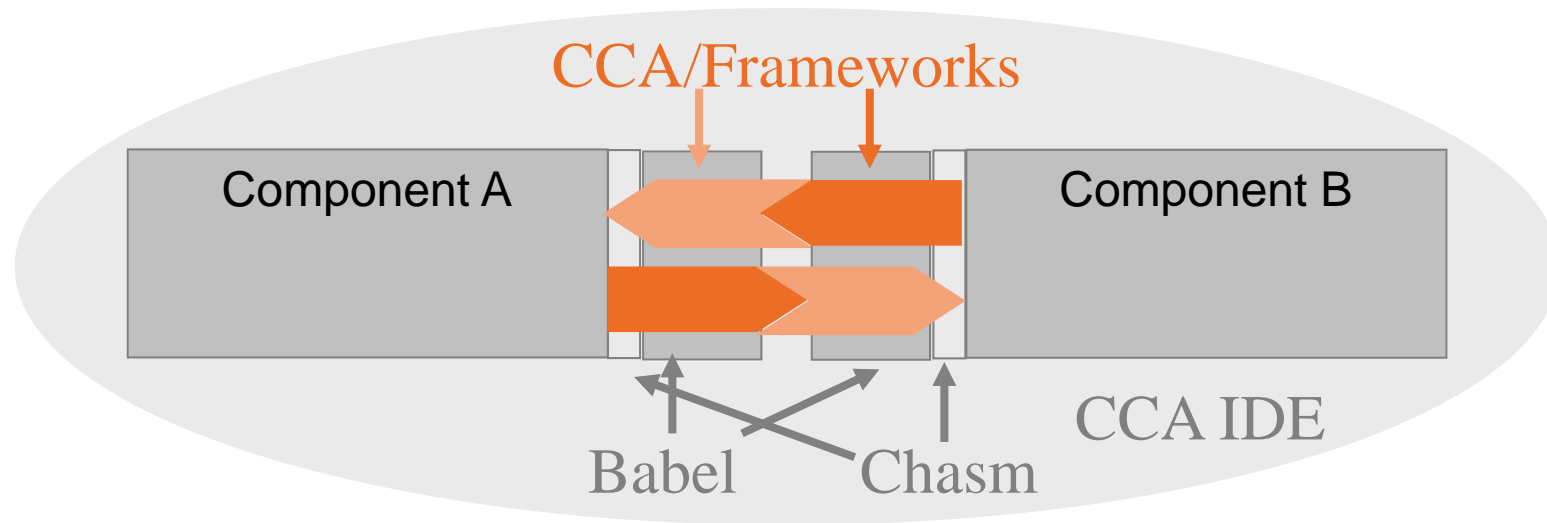 CCA/Frameworks
Component A
Component B
CCA IDE
Babel
Chasm